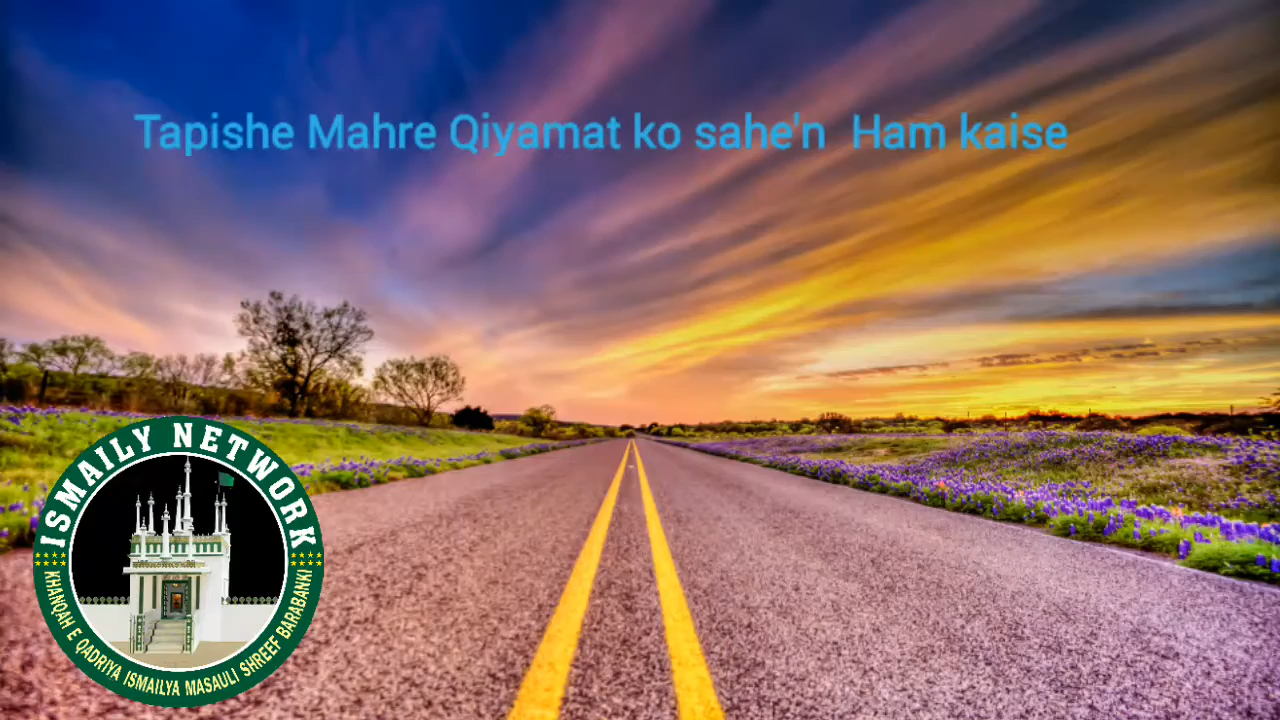 Tapishe Mahre Qiyamat ko sahe'n Ham kaise
ISMAILY NETWORK
KHANQAH E QADRIYA ISMAILYA MASAULI SHREEF BARABANKI